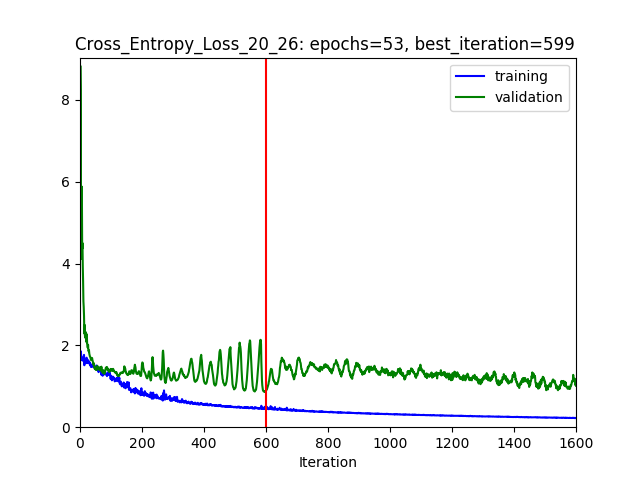 Cross_Entropy_Loss_20_26: epochs=53, best_iteration=599
training
validation
8
6
4
2
0
0 200 400 600 800 1000 1200 1400 1600
Iteration